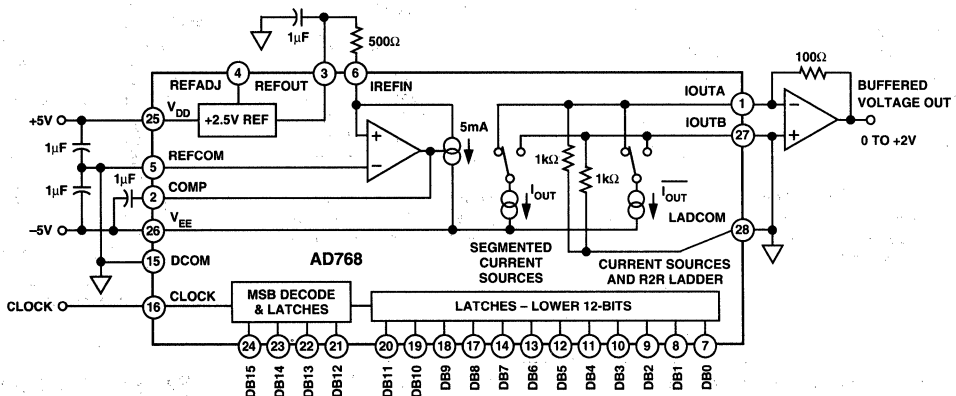 1µF
500Ω
4
3
6
REFADJ
REFOUT
IREFIN
100Ω
BUFFERED
VOLTAGE OUT
0 TO +2V
+5V
25
VDD
+2.5V REF
5mA
IOUTA
1
IOUTB
27
1µF
5
REFCOM
1kΩ
1kΩ
1µF
1µF
2
COMP
IOUT
IOUT
LADCOM
–5V
26
VEE
28
15
DCOM
AD768
SEGMENTED
CURRENT
SOURCES
CURRENT SOURCES
AND R2R LADDER
CLOCK
16
CLOCK
MSB DECODE
& LATCHES
LATCHES – LOWER 12-BITS
24
23
22
21
20
19
18
17
14
13
12
11
10
9
8
7
DB15
DB14
DB13
DB12
DB11
DB10
DB9
DB8
DB7
DB6
DB5
DB4
DB3
DB2
DB1
DB0
+
–
–
+